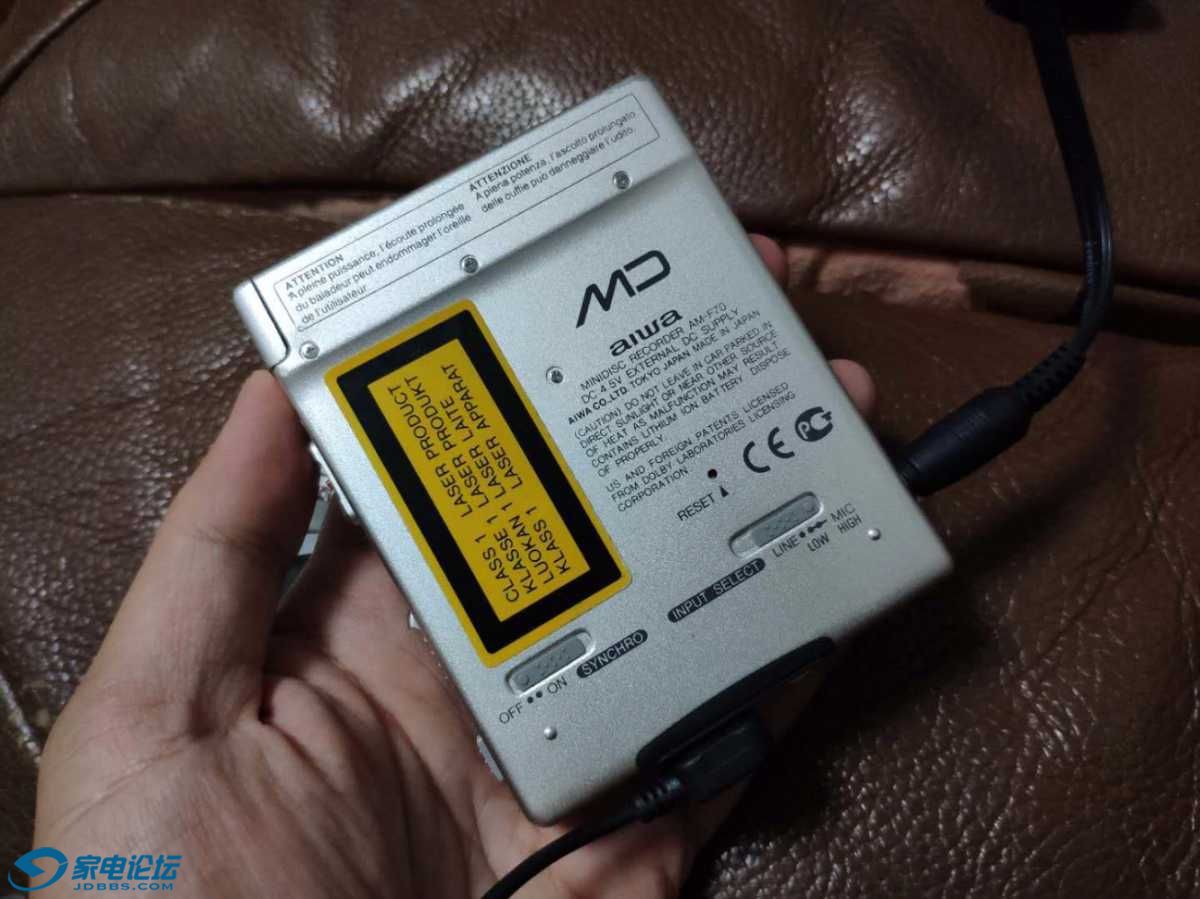 ATTENTION
A pleine puissance, l'écoute prolongée
du baladeur peut endommager l'oreille
de l'utilisateur.
ATTENZIONE
A piena potenza, l'ascolto prolungato
delle cuffie può danneggiare l'udito.
MD
aiwa
MINIDISC RECORDER AM-F70
DC 4.5V EXTERNAL DC SUPPLY
AIWA CO.,LTD. TOKYO JAPAN MADE IN JAPAN
(CAUTION) DO NOT LEAVE IN CAR PARKED IN
DIRECT SUNLIGHT OR NEAR OTHER SOURCE
OF HEAT AS MALFUNCTION MAY RESULT.
CONTAINS LITHIUM ION BATTERY. DISPOSE
OF PROPERLY.
US AND FOREIGN PATENTS LICENSED
FROM DOLBY LABORATORIES LICENSING
CORPORATION
CE
RESET
CLASS 1 LASER PRODUCT
KLASSE 1 LASER PRODUKT
LUOKAN 1 LASER LAITE
KLASS 1 LASER APPARAT
LINE MIC
LOW HIGH
INPUT SELECT
OFF ON SYNCHRO
家电论坛
JDBBS.COM